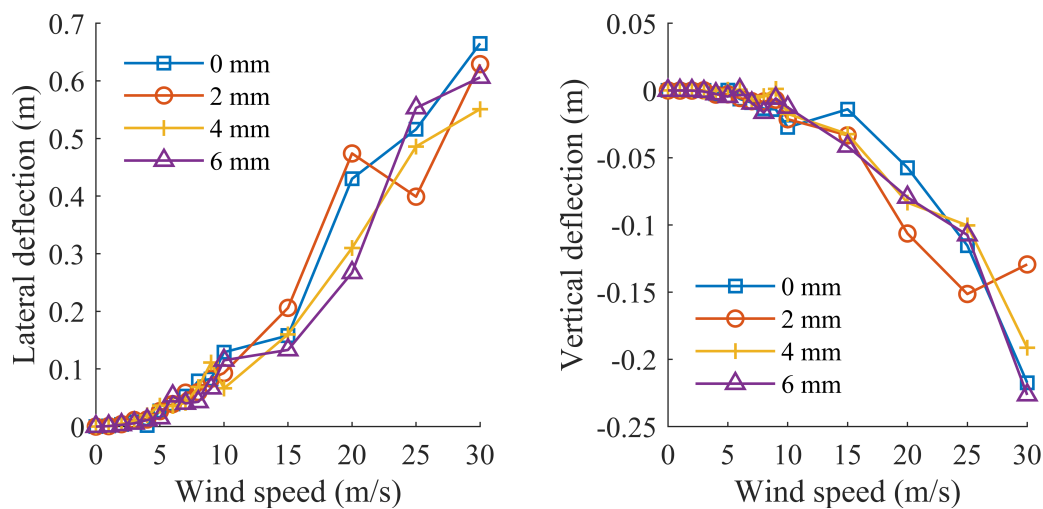 0.7
0.6
0.5
0.4
0.3
0.2
0.1
0
Lateral deflection (m)
0 mm
2 mm
4 mm
6 mm
0 5 10 15 20 25 30
Wind speed (m/s)
0.05
0
-0.05
-0.1
-0.15
-0.2
-0.25
Vertical deflection (m)
0 mm
2 mm
4 mm
6 mm
0 5 10 15 20 25 30
Wind speed (m/s)